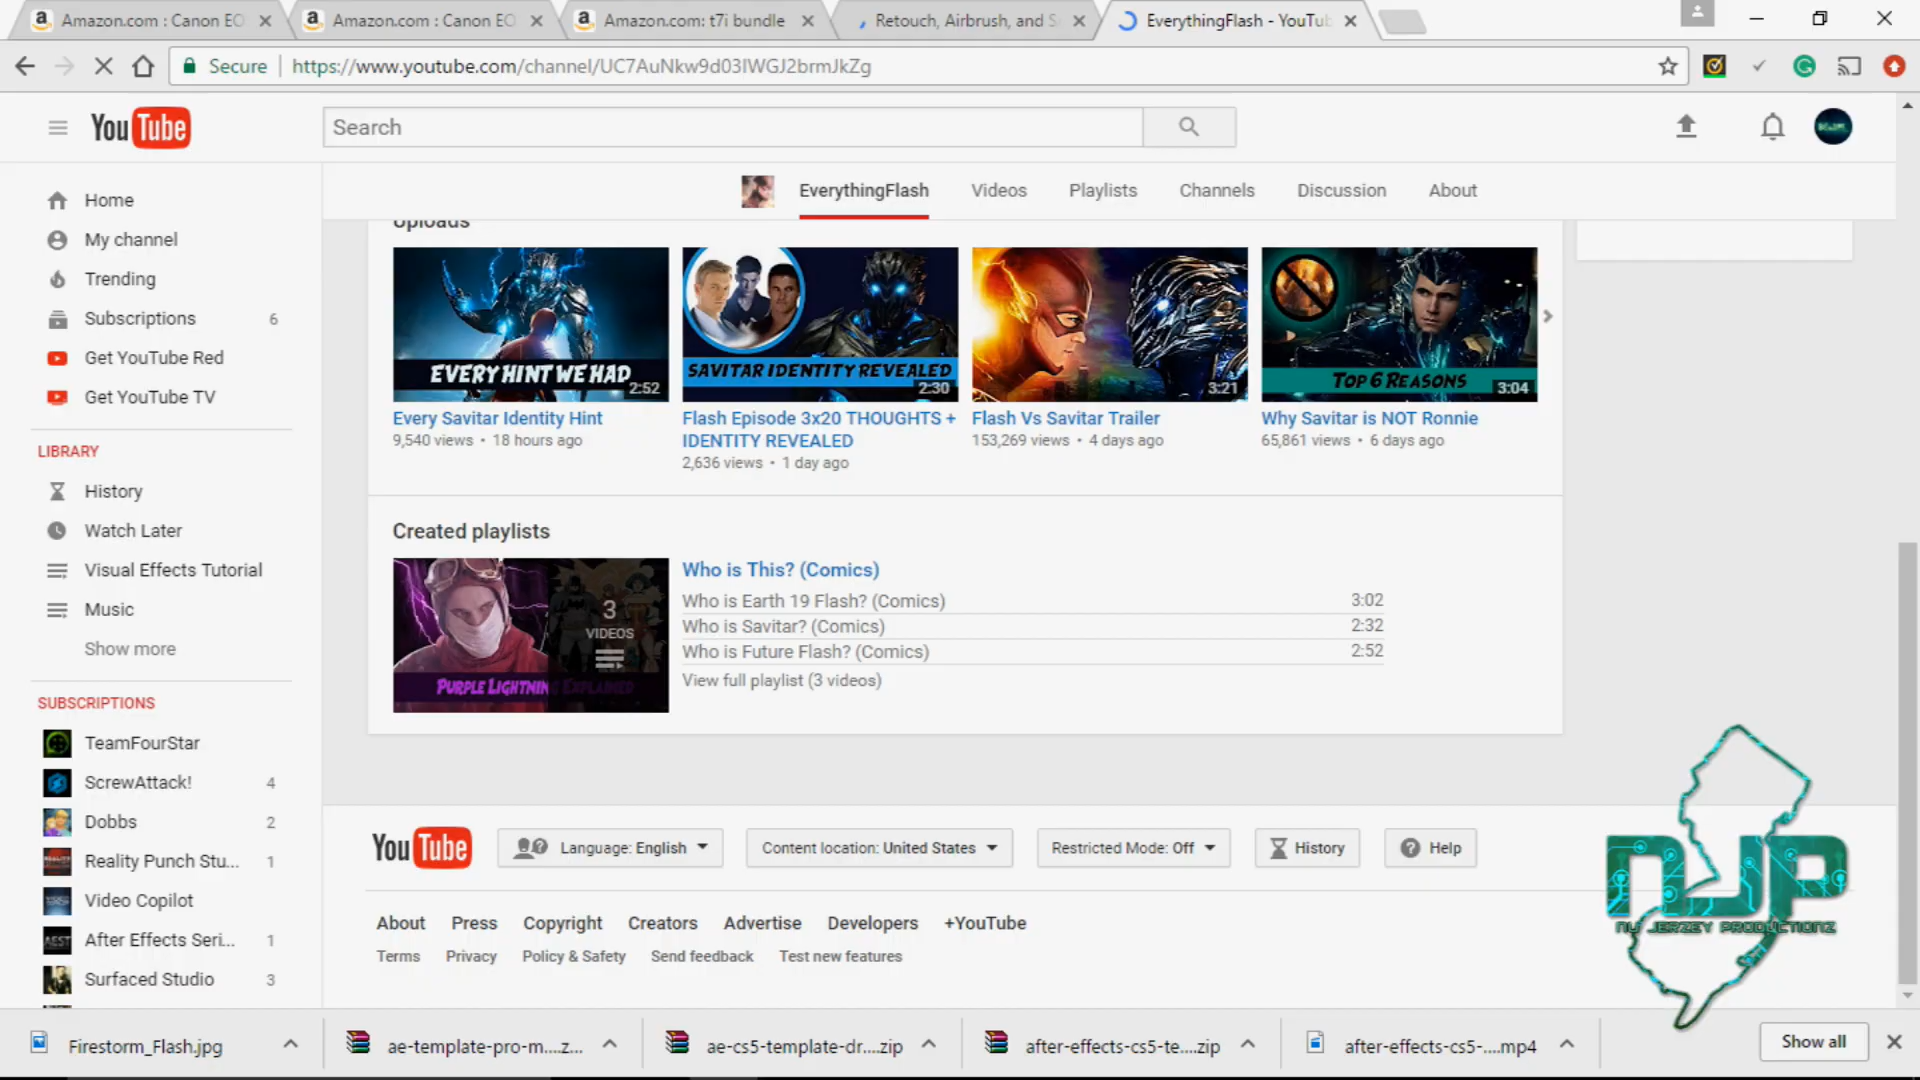 Amazon.com : Canon EO
Amazon.com : Canon EO
Amazon.com: t7i bundle
Retouch, Airbrush, and S
EverythingFlash - YouTub
Secure
https://www.youtube.com/channel/UC7AuNkw9d03IWGJ2brmJkZg
YouTube
Search
EverythingFlash
Videos
Playlists
Channels
Discussion
About
Home
My channel
Trending
Subscriptions 6
Get YouTube Red
Get YouTube TV
LIBRARY
History
Watch Later
Visual Effects Tutorial
Music
Show more
SUBSCRIPTIONS
TeamFourStar
ScrewAttack! 4
Dobbs 2
Reality Punch Stu... 1
Video Copilot
After Effects Seri... 1
Surfaced Studio 3
Uploads
EVERY HINT WE HAD
2:52
Every Savitar Identity Hint
9,540 views • 18 hours ago
SAVITAR IDENTITY REVEALED
2:30
Flash Episode 3x20 THOUGHTS +
IDENTITY REVEALED
2,636 views • 1 day ago
3:21
Flash Vs Savitar Trailer
153,269 views • 4 days ago
TOP 6 REASONS
3:04
Why Savitar is NOT Ronnie
65,861 views • 6 days ago
Created playlists
3
VIDEOS
PURPLE LIGHTNING EXPLAINED
Who is This? (Comics)
Who is Earth 19 Flash? (Comics) 3:02
Who is Savitar? (Comics) 2:32
Who is Future Flash? (Comics) 2:52
View full playlist (3 videos)
YouTube
Language: English
Content location: United States
Restricted Mode: Off
History
Help
About Press Copyright Creators Advertise Developers +YouTube
Terms Privacy Policy & Safety Send feedback Test new features
NJP
NU JERZEY PRODUCTIONZ
Firestorm_Flash.jpg
ae-template-pro-m....z...
ae-cs5-template-dr....zip
after-effects-cs5-te....zip
after-effects-cs5-....mp4
Show all